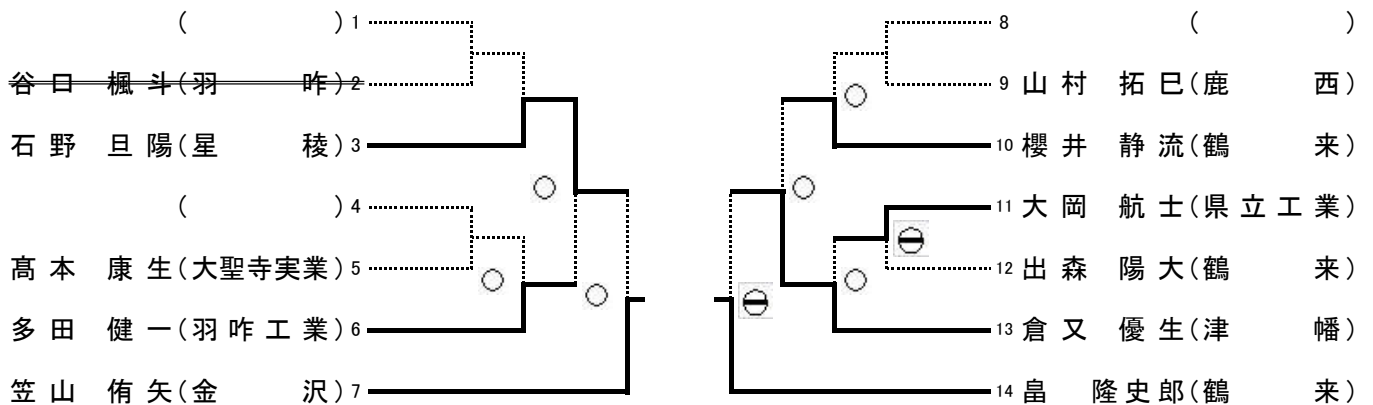 (　　　　)1
谷口 楓斗(羽　咋)2
石野 旦陽(星　稜)3
(　　　　)4
髙本 康生(大聖寺実業)5
多田 健一(羽咋工業)6
笠山 侑矢(金　沢)7
8 (　　　　)
9 山村 拓巳(鹿　西)
10 櫻井 静流(鶴　来)
11 大岡 航士(県立工業)
12 出森 陽大(鶴　来)
13 倉又 優生(津　幡)
14 畠 隆史郎(鶴　来)